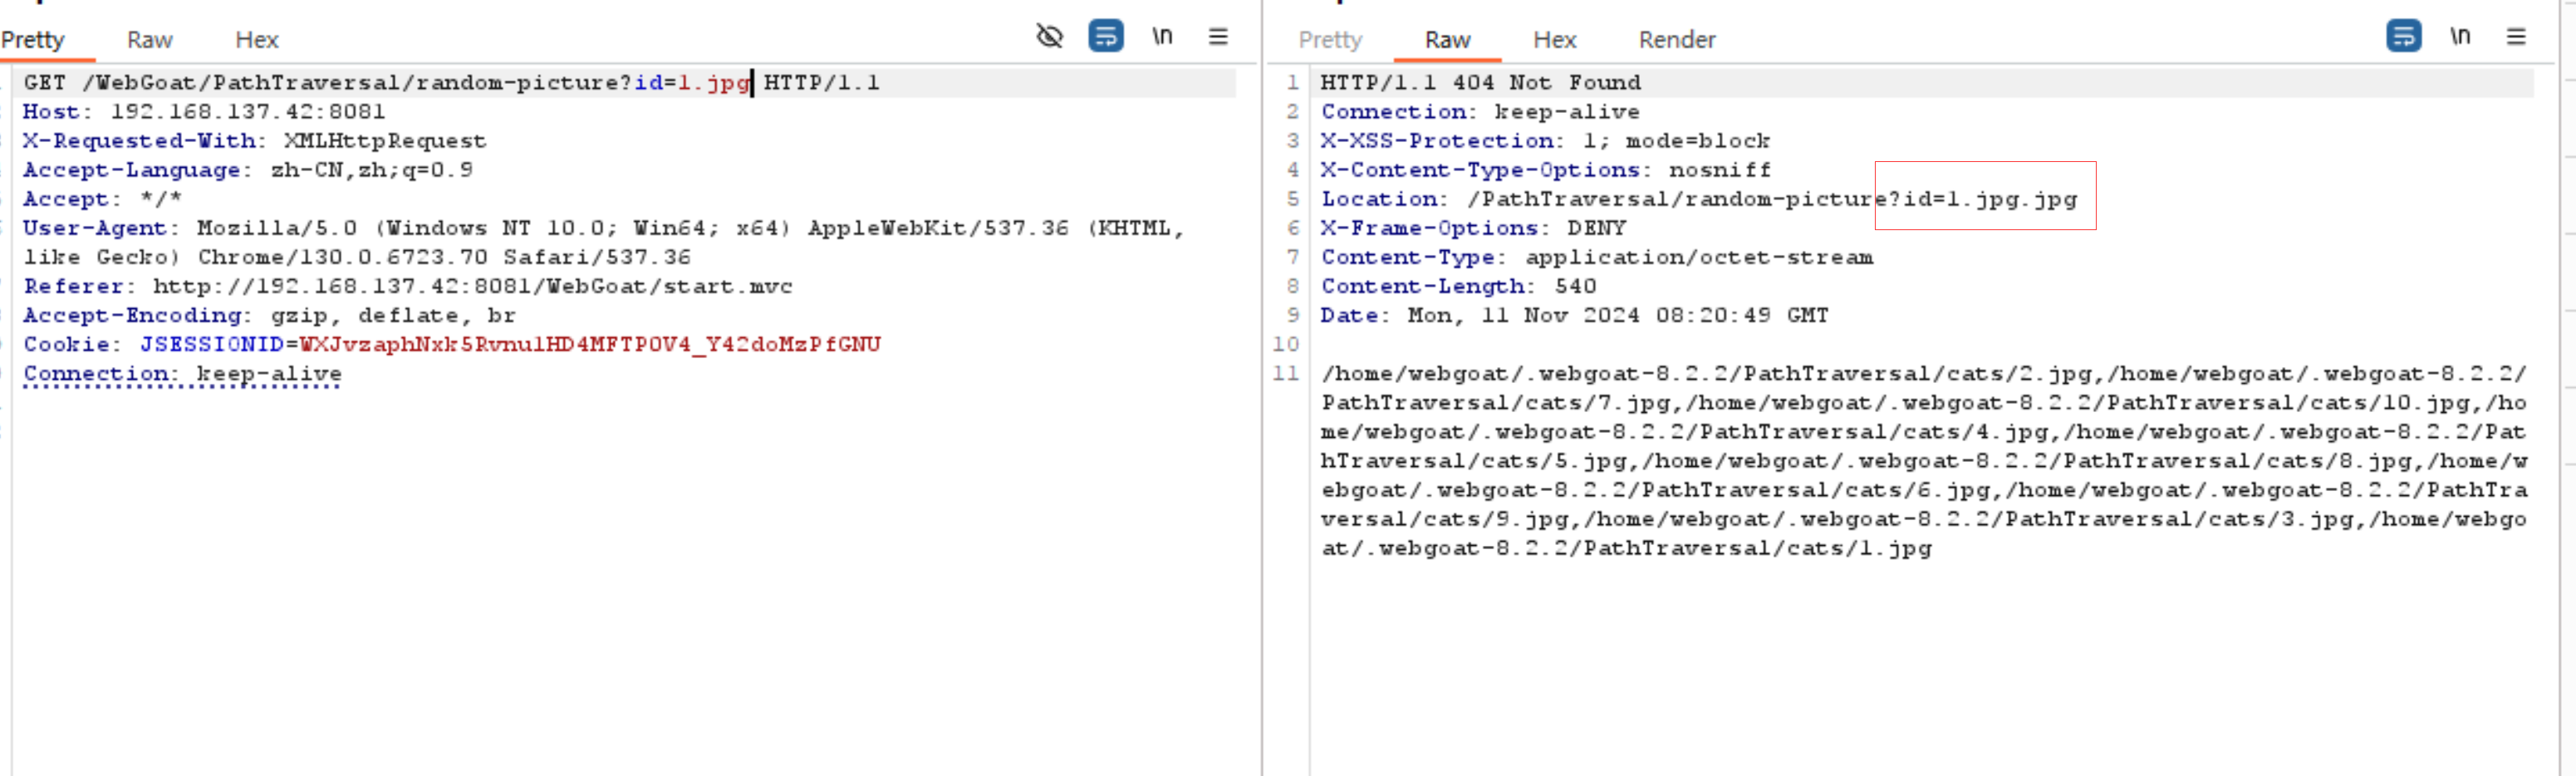 Pretty Raw Hex \n
GET /WebGoat/PathTraversal/random-picture?id=1.jpg HTTP/1.1
Host: 192.168.137.42:8081
X-Requested-With: XMLHttpRequest
Accept-Language: zh-CN,zh;q=0.9
Accept: */*
User-Agent: Mozilla/5.0 (Windows NT 10.0; Win64; x64) AppleWebKit/537.36 (KHTML,
like Gecko) Chrome/130.0.6723.70 Safari/537.36
Referer: http://192.168.137.42:8081/WebGoat/start.mvc
Accept-Encoding: gzip, deflate, br
Cookie: JSESSIONID=WXJvzaphNxk5Rvnu1HD4MFTP0V4_Y42doMzPfGNU
Connection: keep-alive
Pretty Raw Hex Render \n
1 HTTP/1.1 404 Not Found
2 Connection: keep-alive
3 X-XSS-Protection: 1; mode=block
4 X-Content-Type-Options: nosniff
5 Location: /PathTraversal/random-picture?id=1.jpg.jpg
6 X-Frame-Options: DENY
7 Content-Type: application/octet-stream
8 Content-Length: 540
9 Date: Mon, 11 Nov 2024 08:20:49 GMT
10
11 /home/webgoat/.webgoat-8.2.2/PathTraversal/cats/2.jpg,/home/webgoat/.webgoat-8.2.2/
PathTraversal/cats/7.jpg,/home/webgoat/.webgoat-8.2.2/PathTraversal/cats/10.jpg,/ho
me/webgoat/.webgoat-8.2.2/PathTraversal/cats/4.jpg,/home/webgoat/.webgoat-8.2.2/Pat
hTraversal/cats/5.jpg,/home/webgoat/.webgoat-8.2.2/PathTraversal/cats/8.jpg,/home/w
ebgoat/.webgoat-8.2.2/PathTraversal/cats/6.jpg,/home/webgoat/.webgoat-8.2.2/PathTra
versal/cats/9.jpg,/home/webgoat/.webgoat-8.2.2/PathTraversal/cats/3.jpg,/home/webgo
at/.webgoat-8.2.2/PathTraversal/cats/1.jpg